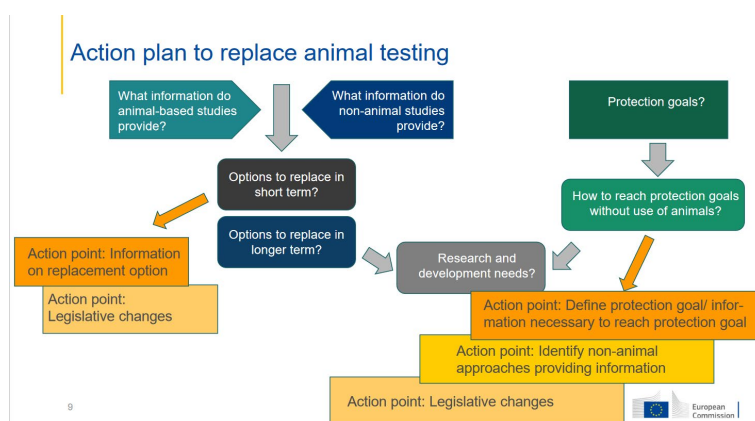 Action plan to replace animal testing
What information do
animal-based studies
provide?
What information do
non-animal studies
provide?
Protection goals?
Options to replace in
short term?
How to reach protection goals
without use of animals?
Options to replace in
longer term?
Action point: Information
on replacement option
Research and
development needs?
Action point:
Legislative changes
Action point: Define protection goal/ infor-
mation necessary to reach protection goal
Action point: Identify non-animal
approaches providing information
Action point: Legislative changes
9
European
Commission